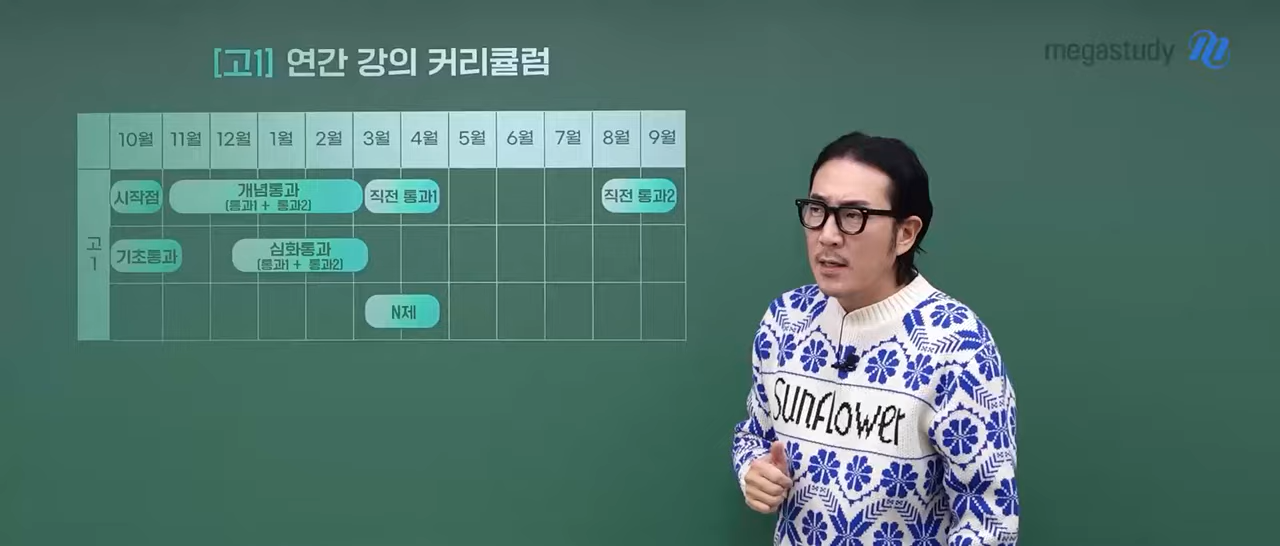 [고1] 연간 강의 커리큘럼
megastudy
10월 11월 12월 1월 2월 3월 4월 5월 6월 7월 8월 9월
고1
시작점 개념통과 직전 통과1 직전 통과2
(통과1 + 통과2)
기초통과 심화통과
(통과1 + 통과2)
N제
sunflower